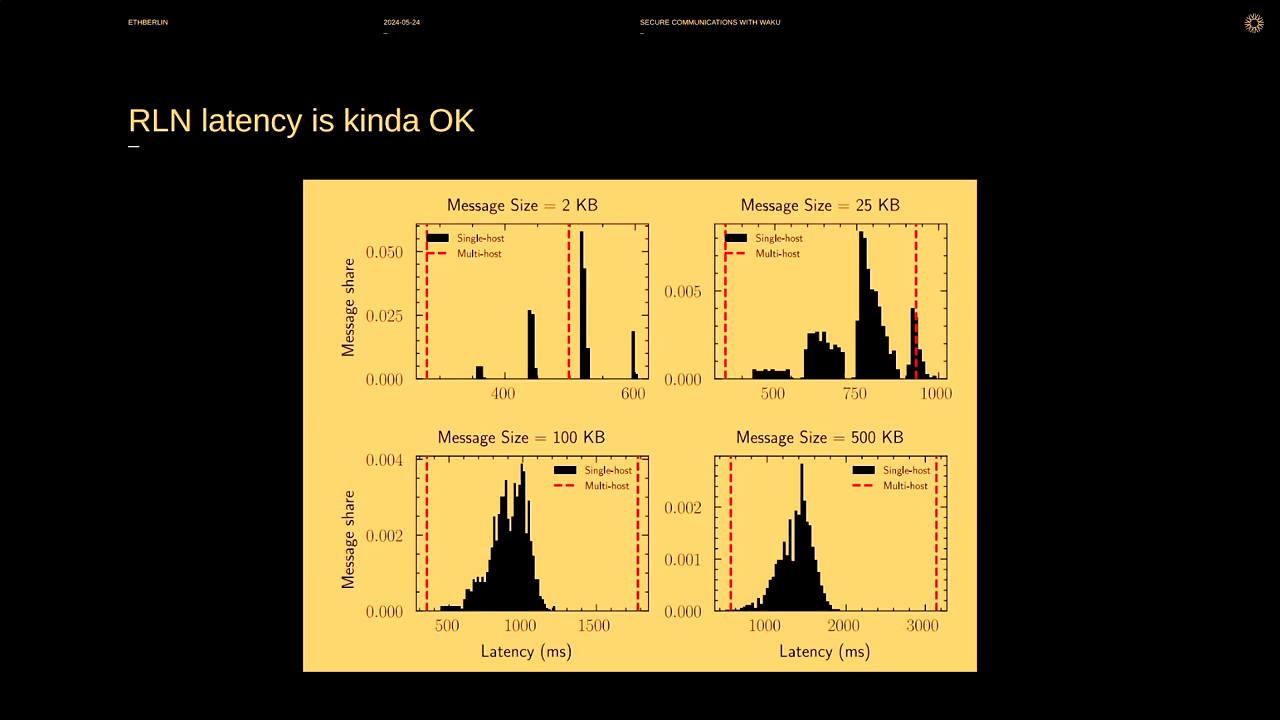 ETHBERLIN
2024-05-24
SECURE COMMUNICATIONS WITH WAKU
RLN latency is kinda OK
Message Size = 2 KB
Message share
0.050
0.025
0.000
400
600
Single-host
Multi-host
Message Size = 25 KB
0.005
0.000
500
750
1000
Single-host
Multi-host
Message Size = 100 KB
Message share
0.004
0.002
0.000
500
1000
1500
Latency (ms)
Single-host
Multi-host
Message Size = 500 KB
0.002
0.001
0.000
1000
2000
3000
Latency (ms)
Single-host
Multi-host